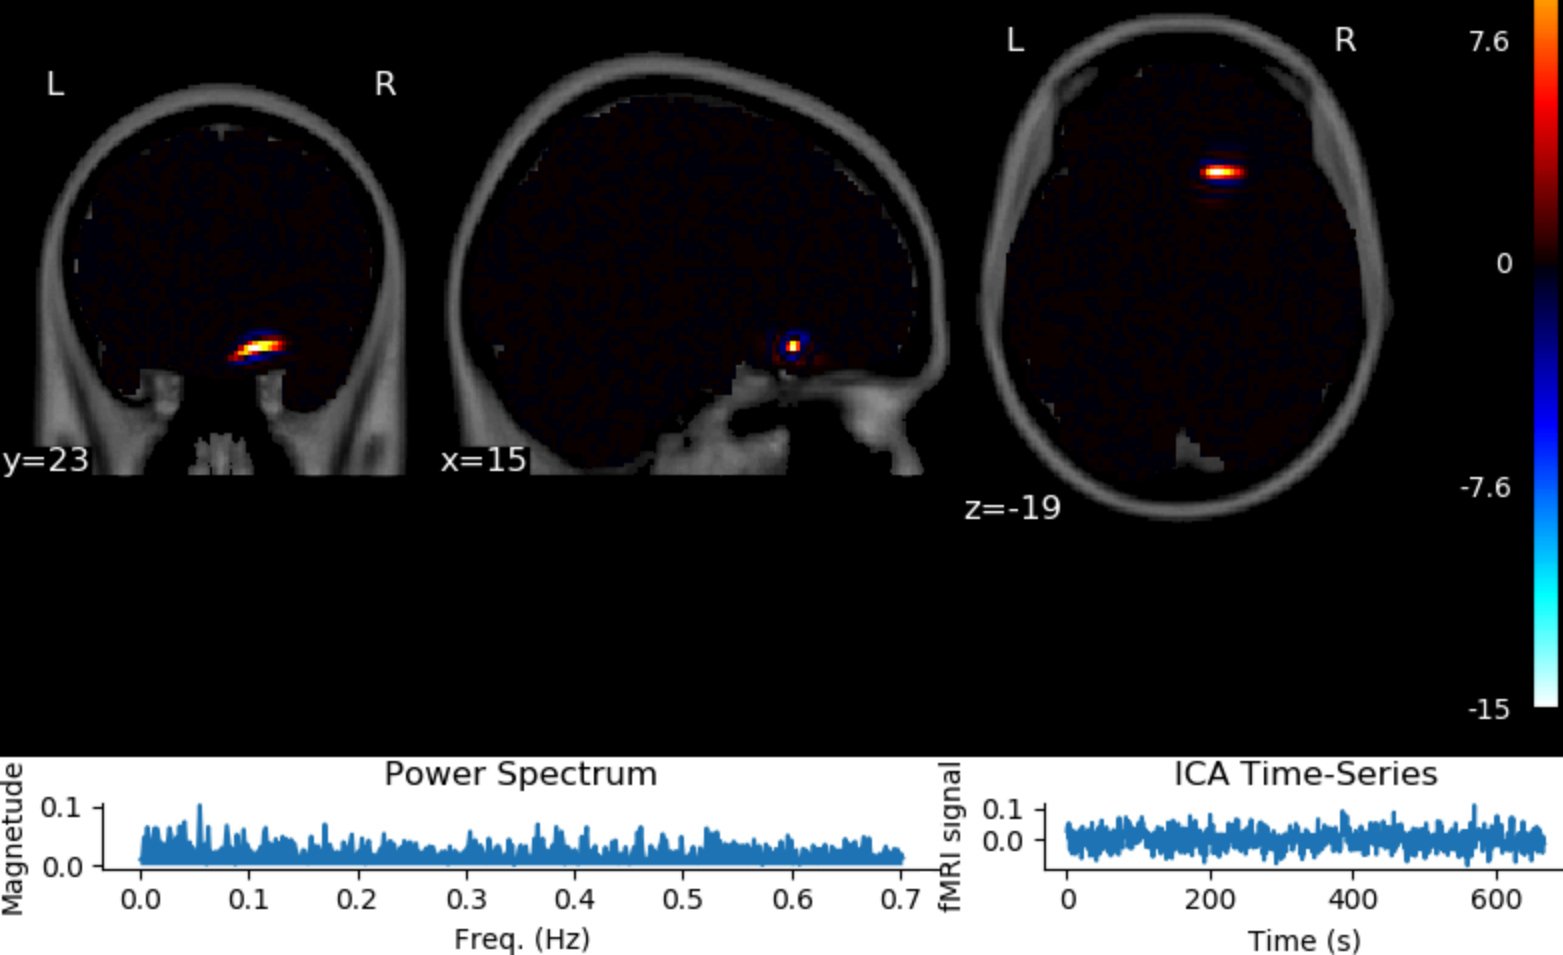 L R
y=23
x=15
L R
z=-19
7.6
0
-7.6
-15
Power Spectrum
Magnetude
0.1
0.0
0.0 0.1 0.2 0.3 0.4 0.5 0.6 0.7
Freq. (Hz)
ICA Time-Series
fMRI signal
0.1
0.0
0 200 400 600
Time (s)